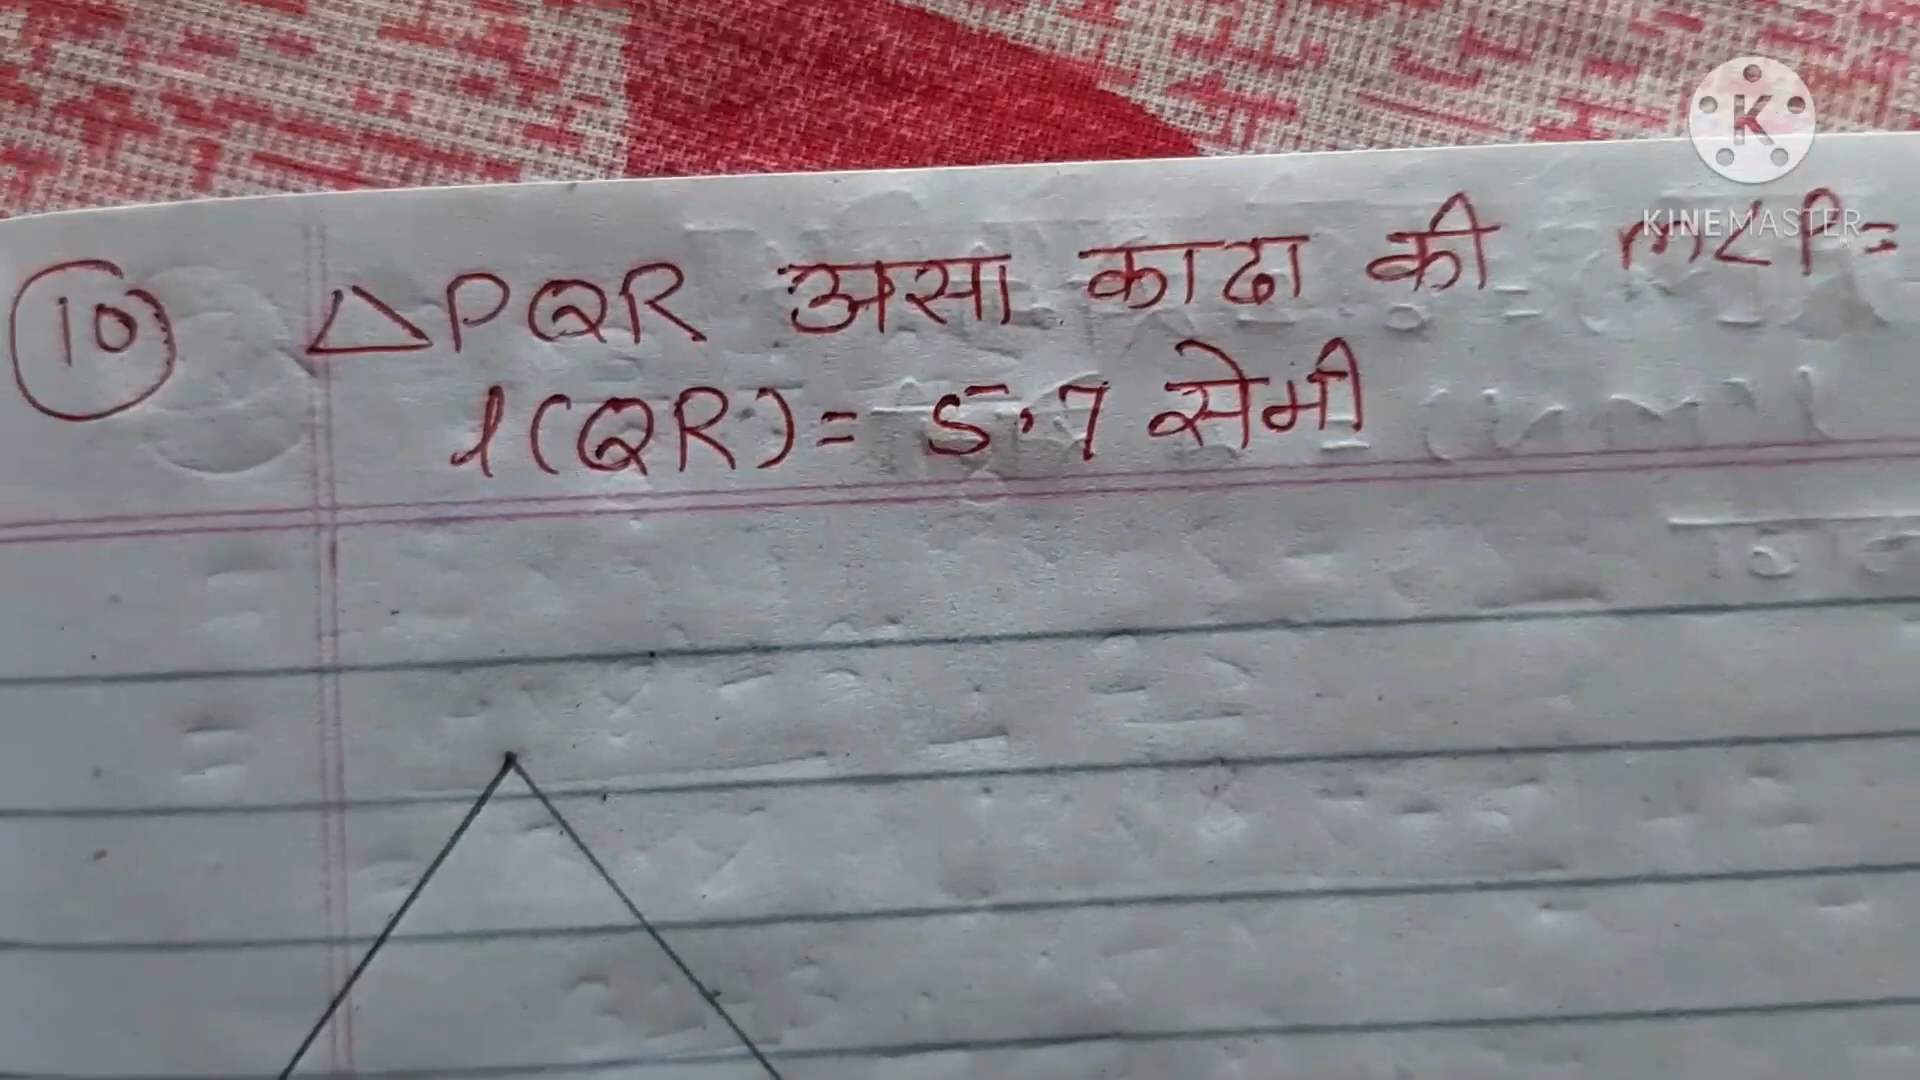 K
KINEMASTER
10 △PQR असा काढा की m∠P=
l(QR)= 5.7 सेमी